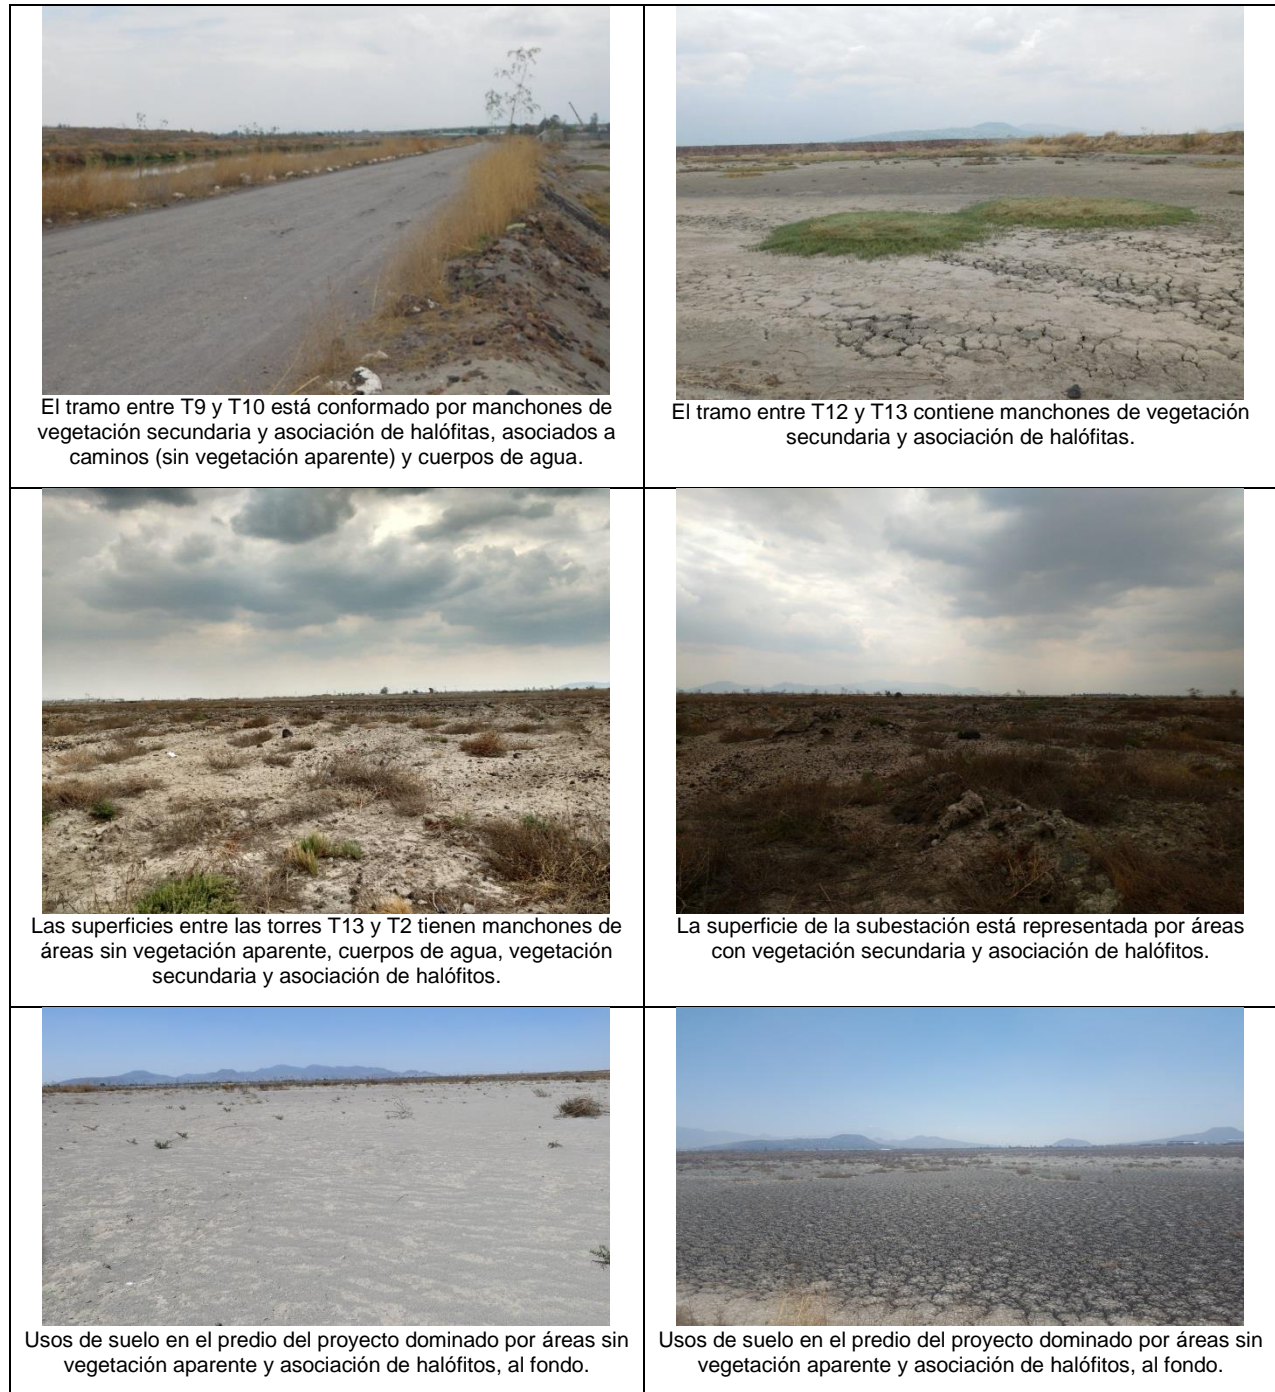 El tramo entre T9 y T10 está conformado por manchones de
vegetación secundaria y asociación de halófitas, asociados a
caminos (sin vegetación aparente) y cuerpos de agua.
El tramo entre T12 y T13 contiene manchones de vegetación
secundaria y asociación de halófitas.
Las superficies entre las torres T13 y T2 tienen manchones de
áreas sin vegetación aparente, cuerpos de agua, vegetación
secundaria y asociación de halófitos.
La superficie de la subestación está representada por áreas
con vegetación secundaria y asociación de halófitos.
Usos de suelo en el predio del proyecto dominado por áreas sin
vegetación aparente y asociación de halófitos, al fondo.
Usos de suelo en el predio del proyecto dominado por áreas sin
vegetación aparente y asociación de halófitos, al fondo.